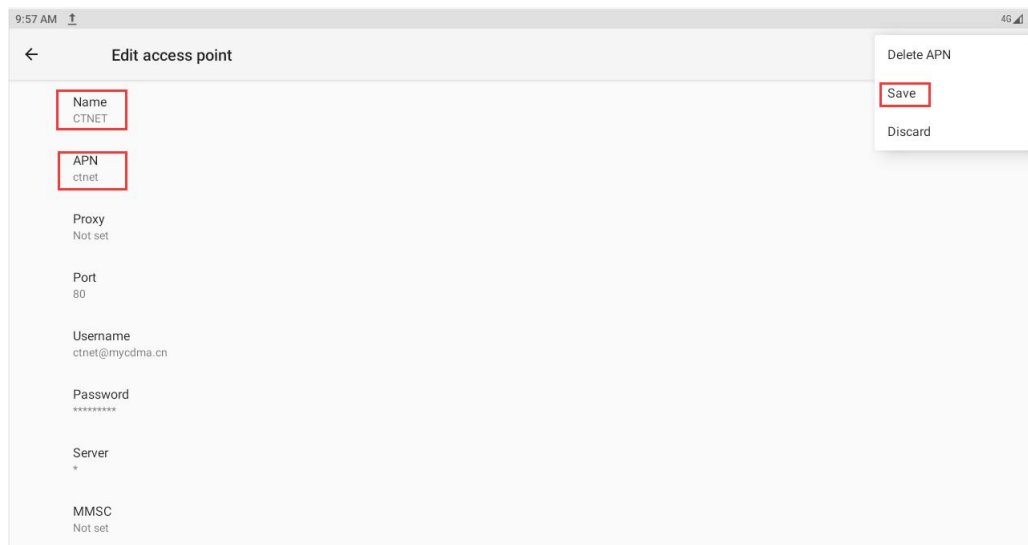 9:57 AM
4G
Edit access point
Delete APN
Save
Discard
Name
CTNET
APN
ctnet
Proxy
Not set
Port
80
Username
ctnet@mycdma.cn
Password
*********
Server
*
MMSC
Not set